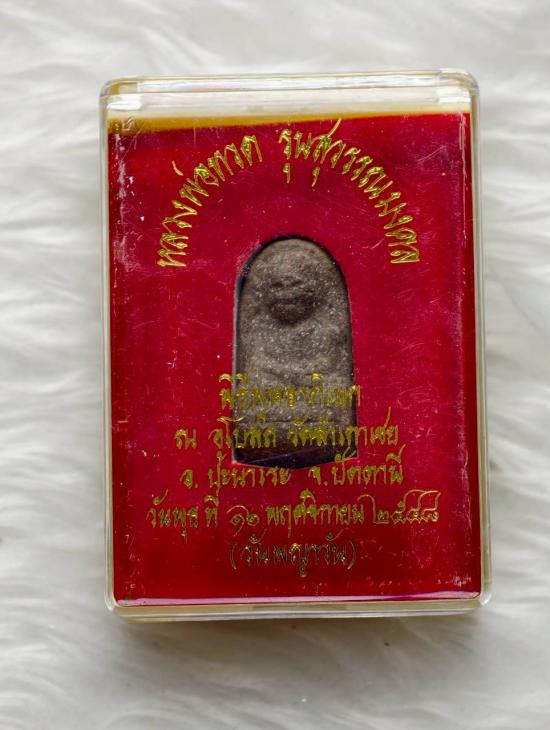 หลวงพ่อทวด รุ่นสุวรรณมงคล
พิธีพุทธาภิเษก
ณ อุโบสถ วัดสำเภาเชย
อ. ปะนาเระ จ. ปัตตานี
วันพุธ ที่ ๑๖ พฤศจิกายน ๒๕๔๘
(วันพญาวัน)